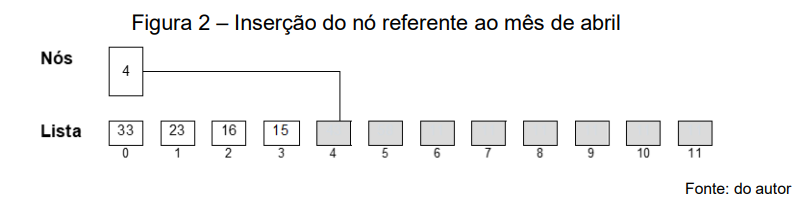 Figura 2 – Inserção do nó referente ao mês de abril
Nós
4
Lista
33 23 16 15
0 1 2 3 4 5 6 7 8 9 10 11
Fonte: do autor